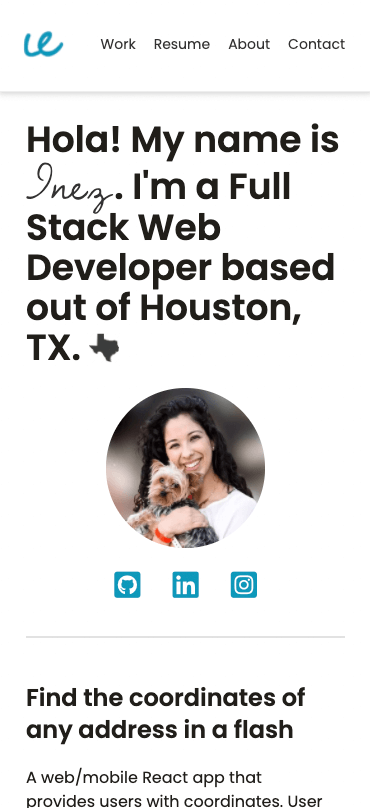 ie
Work Resume About Contact
Hola! My name is
Inez. I'm a Full
Stack Web
Developer based
out of Houston,
TX.
in
Find the coordinates of
any address in a flash
A web/mobile React app that
provides users with coordinates. User